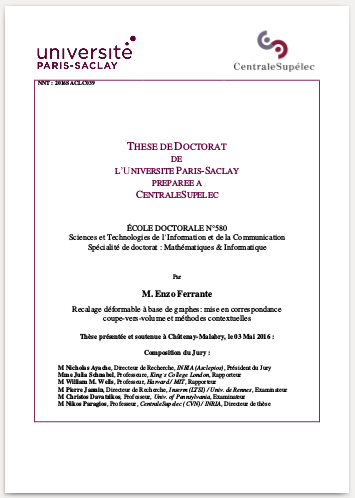 université
PARIS-SACLAY
CentraleSupélec
NNT : 2016SACLC039
THESE DE DOCTORAT
DE
L'UNIVERSITE PARIS-SACLAY
PREPAREE A
CENTRALESUPELEC
ÉCOLE DOCTORALE N°580
Sciences et Technologies de l'Information et de la Communication
Spécialité de doctorat : Mathématiques & Informatique
Par
M. Enzo Ferrante
Recalage déformable à base de graphes : mise en correspondance
coupe-vers-volume et méthodes contextuelles
Thèse présentée et soutenue à Châtenay-Malabry, le 03 Mai 2016 :
Composition du Jury :
M Nicholas Ayache, Directeur de Recherche, INRIA (Asclepios), Président du Jury
Mme Julia Schnabel, Professeure, King's College London, Rapporteur
M William M. Wells, Professeur, Harvard / MIT, Rapporteur
M Pierre Jannin, Directeur de Recherche, Inserm (LTSI) / Univ. de Rennes, Examinateur
M Christos Davatzikos, Professeur, Univ. of Pennsylvania, Examinateur
M Nikos Paragios, Professeur, CentraleSupelec (CVN) / INRIA, Directeur de thèse